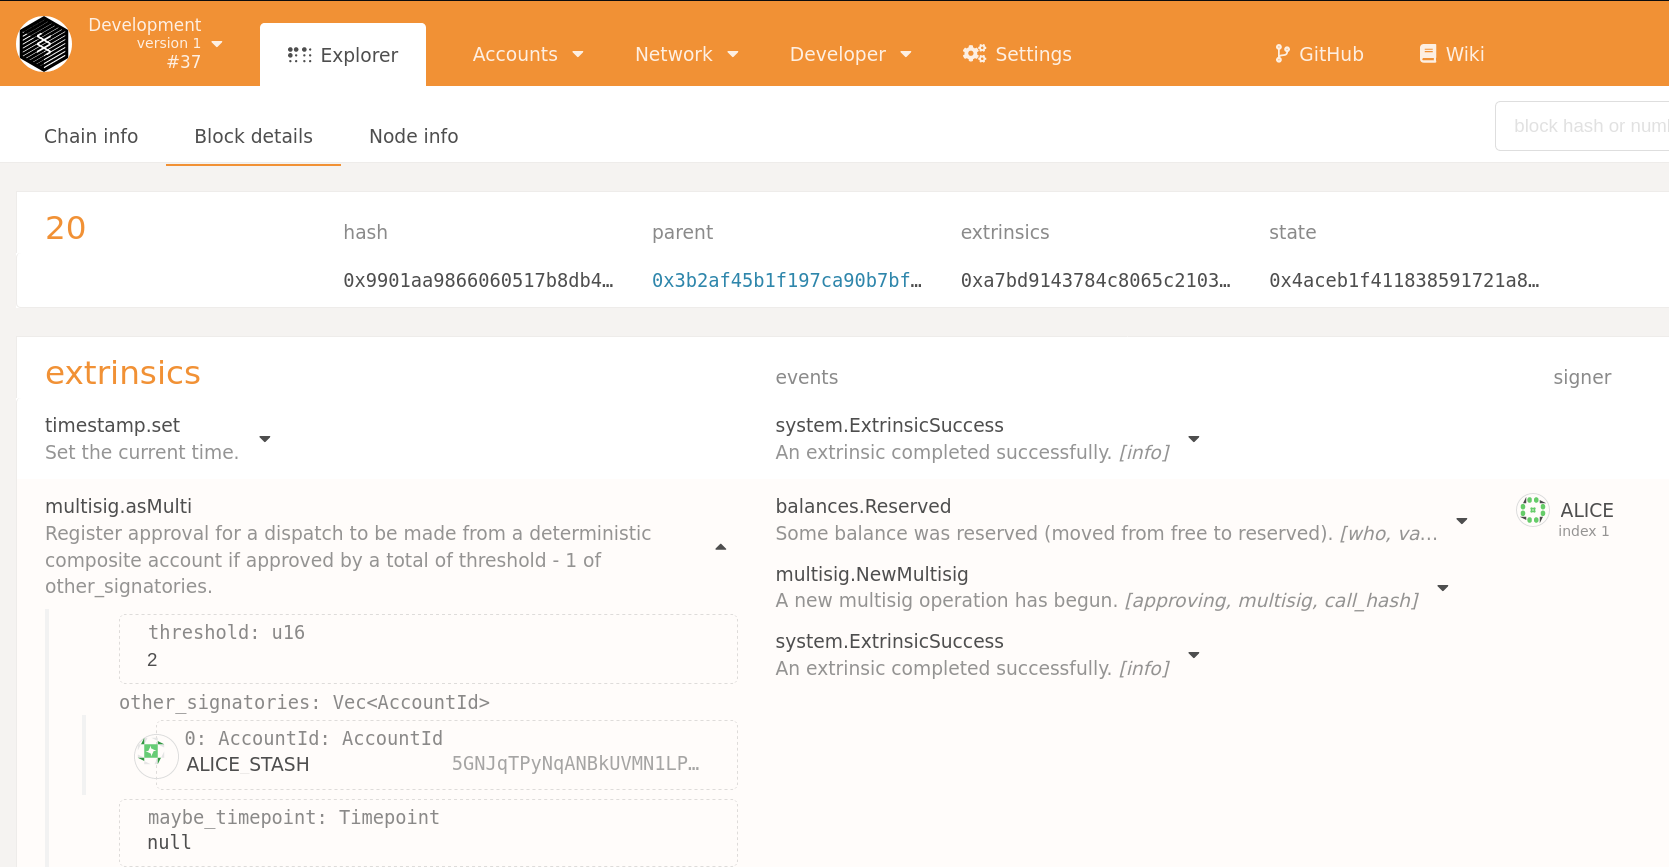 Development
version 1
#37
Explorer
Accounts
Network
Developer
Settings
GitHub
Wiki
Chain info
Block details
Node info
block hash or num
20
hash
parent
extrinsics
state
0x9901aa9866060517b8db4…
0x3b2af45b1f197ca90b7bf…
0xa7bd9143784c8065c2103…
0x4aceb1f411838591721a8…
extrinsics
events
signer
timestamp.set
Set the current time.
system.ExtrinsicSuccess
An extrinsic completed successfully. [info]
multisig.asMulti
Register approval for a dispatch to be made from a deterministic
composite account if approved by a total of threshold - 1 of
other_signatories.
balances.Reserved
Some balance was reserved (moved from free to reserved). [who, va…
ALICE
index 1
multisig.NewMultisig
A new multisig operation has begun. [approving, multisig, call_hash]
system.ExtrinsicSuccess
An extrinsic completed successfully. [info]
threshold: u16
2
other_signatories: Vec<AccountId>
0: AccountId: AccountId
ALICE_STASH
5GNJqTPyNqANBkUVMN1LP…
maybe_timepoint: Timepoint
null